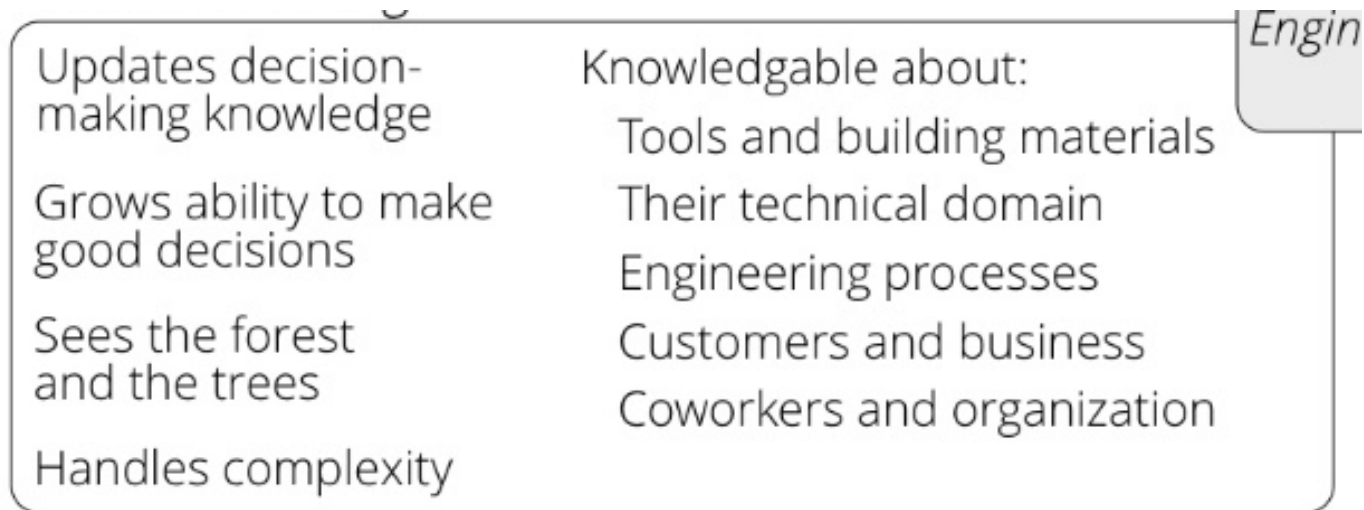 Updates decision-
making knowledge
Grows ability to make
good decisions
Sees the forest
and the trees
Handles complexity
Knowledgable about:
Tools and building materials
Their technical domain
Engineering processes
Customers and business
Coworkers and organization
Engin